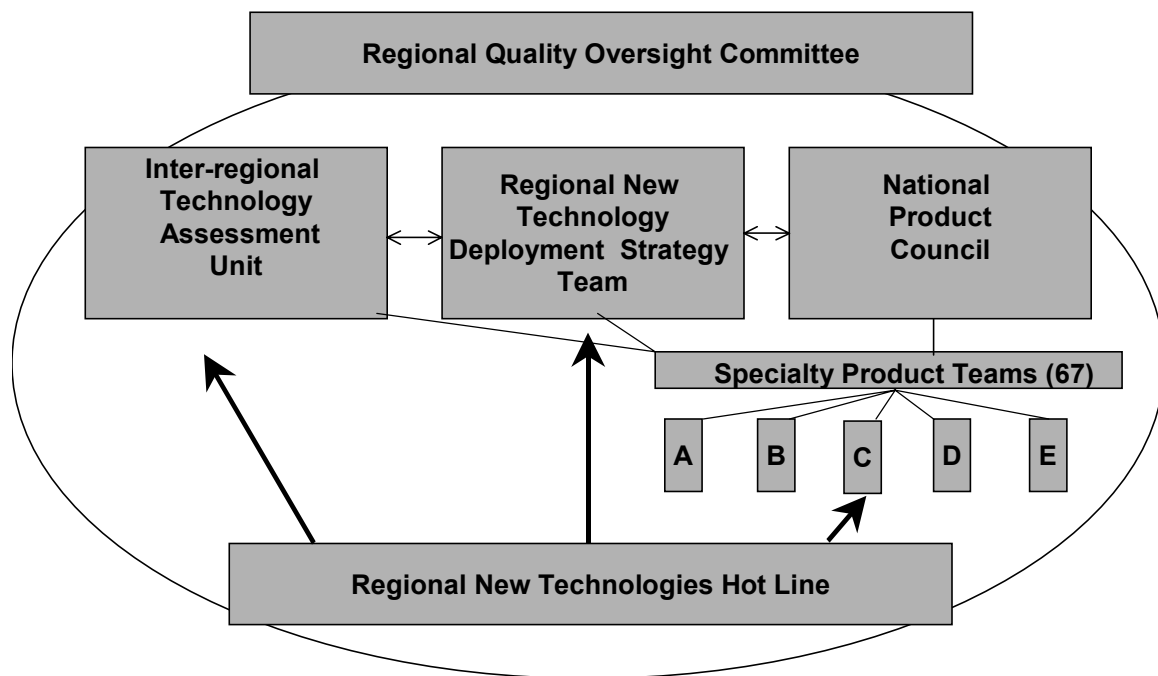 Regional Quality Oversight Committee
Inter-regional
Technology
Assessment
Unit
Regional New
Technology
Deployment Strategy
Team
National
Product
Council
Specialty Product Teams (67)
A
B
C
D
E
Regional New Technologies Hot Line